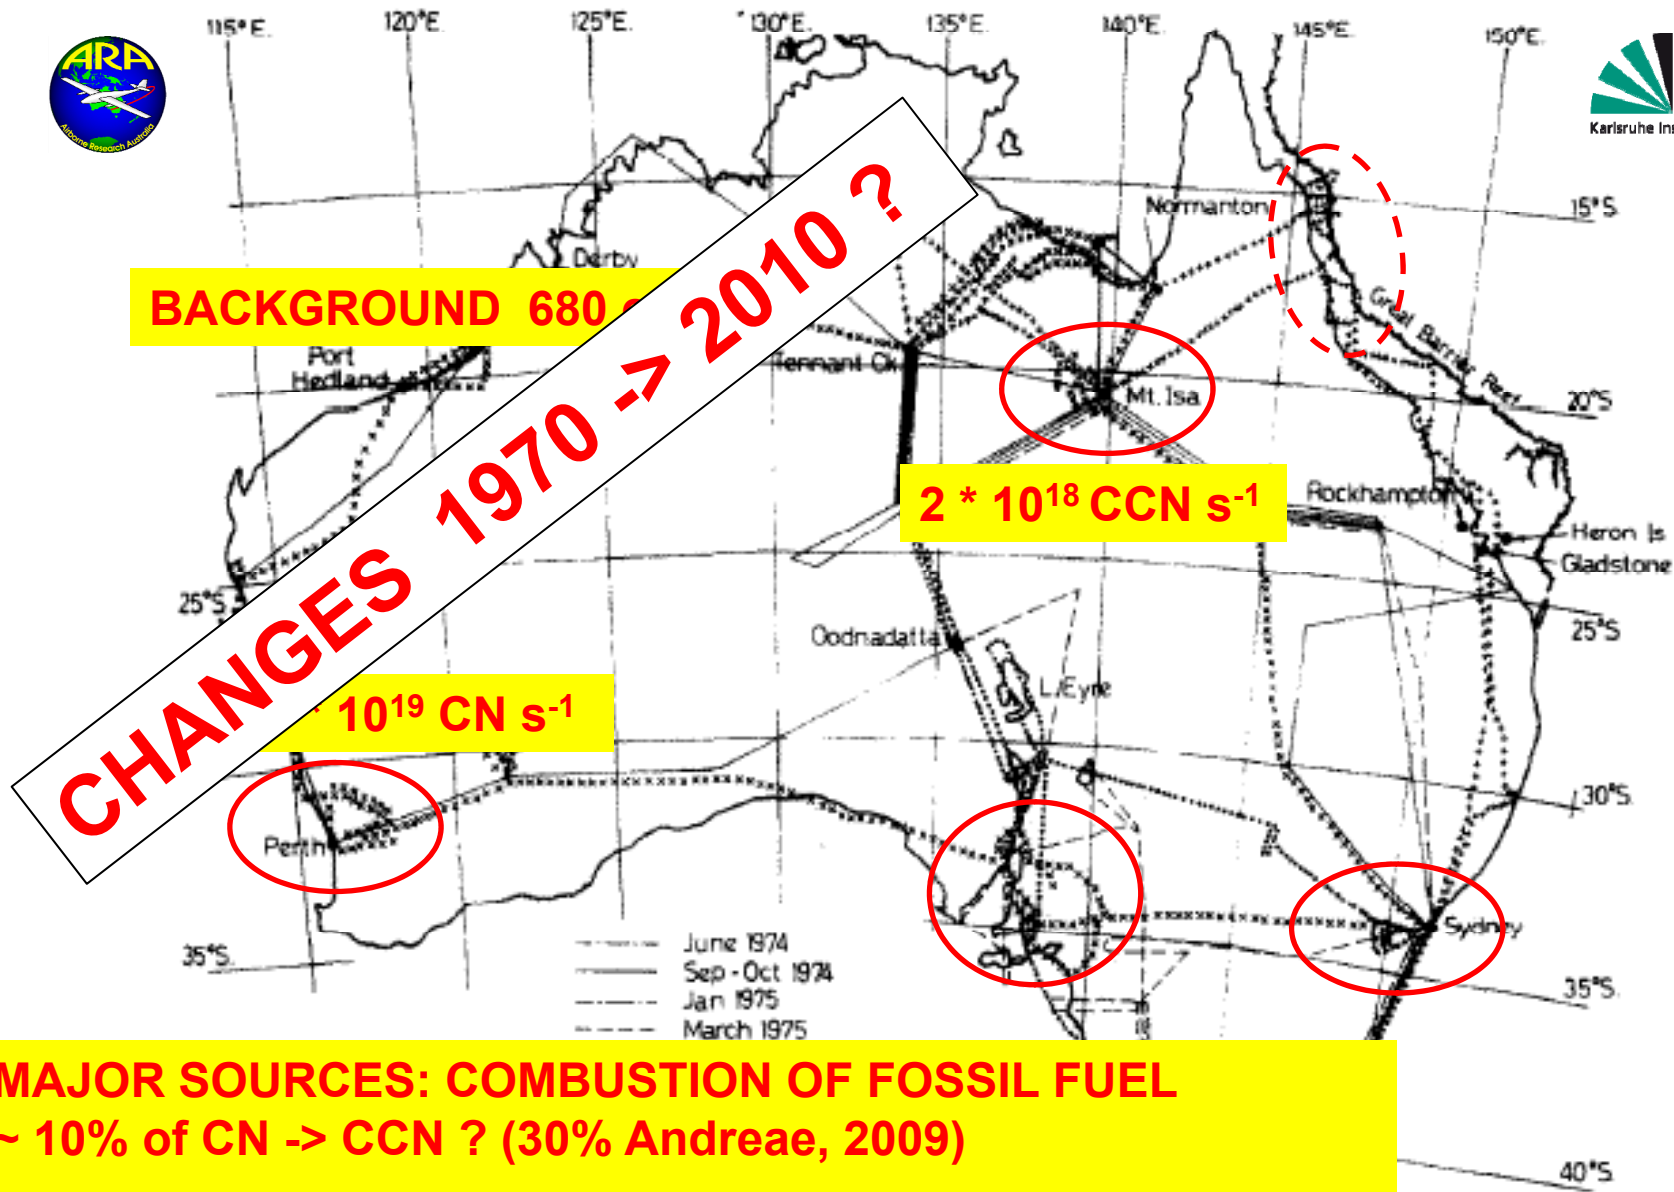 115°E.
120°E
125°E
130°E.
135°E
140°E
145°E.
150°E.
ARA
Airborne Research Australia
Karlsruhe Ins
15°S
Normanton
Derby
BACKGROUND 680
CHANGES 1970 -> 2010 ?
Great Barrier Reef
Port
Hedland
Tennant Ck
Mt. Isa
20°S
2 * 10¹⁸ CCN s⁻¹
Rockhampton
Heron Is
Gladstone
25°S
25°S
Oodnadatta
L. Eyre
* 10¹⁹ CN s⁻¹
30°S.
Perth
Sydney
35°S.
35°S.
June 1974
Sep - Oct 1974
Jan 1975
March 1975
MAJOR SOURCES: COMBUSTION OF FOSSIL FUEL
~ 10% of CN -> CCN ? (30% Andreae, 2009)
40°S